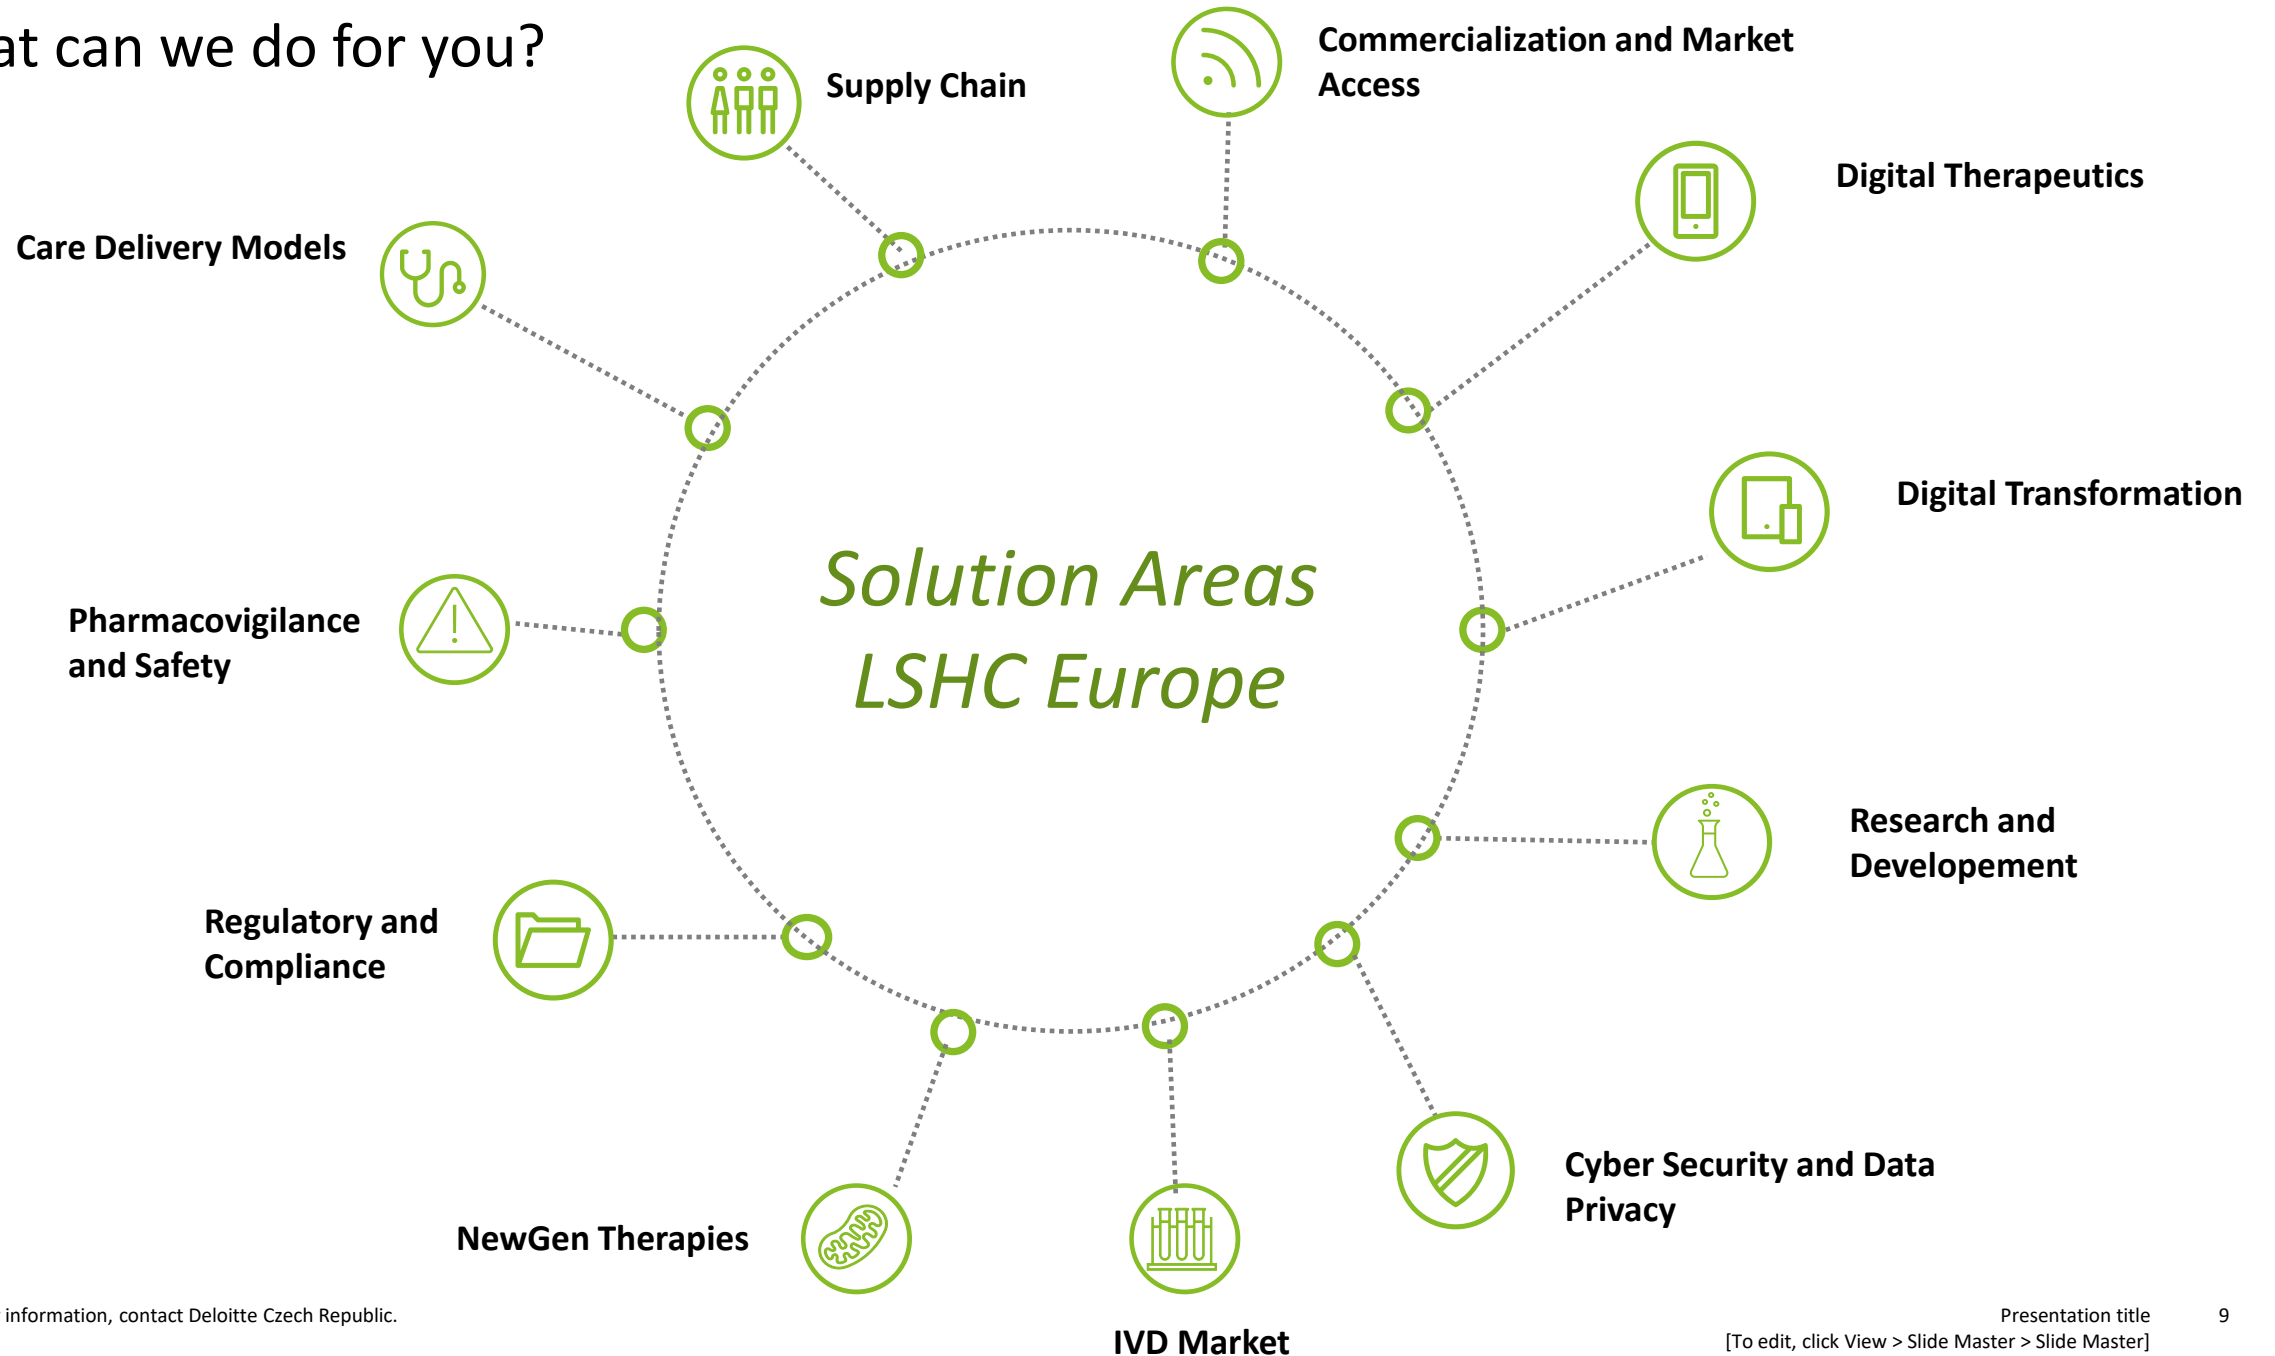 at can we do for you?
Supply Chain
Commercialization and Market
Access
Digital Therapeutics
Care Delivery Models
Digital Transformation
Solution Areas
LSHC Europe
Pharmacovigilance
and Safety
Research and
Developement
Regulatory and
Compliance
Cyber Security and Data
Privacy
NewGen Therapies
IVD Market
information, contact Deloitte Czech Republic.
Presentation title 9
[To edit, click View > Slide Master > Slide Master]